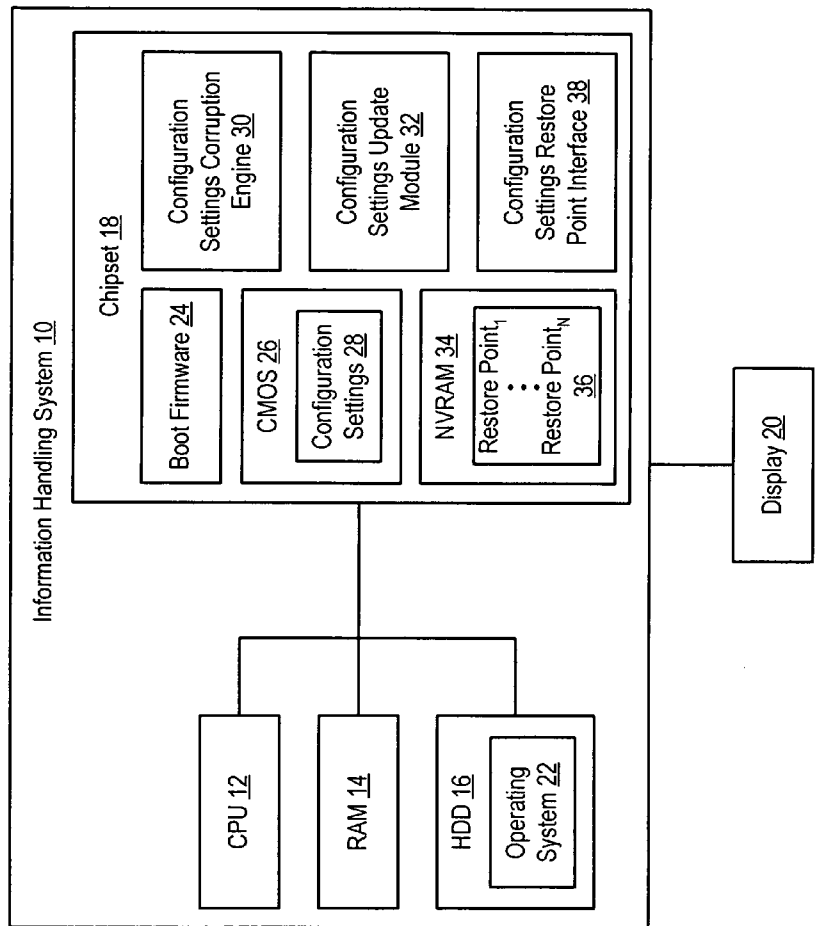 Information Handling System 10
CPU 12
RAM 14
HDD 16
Operating
System 22
Chipset 18
Boot Firmware 24
CMOS 26
Configuration
Settings 28
NVRAM 34
Restore Point1
Restore PointN
36
Configuration
Settings Corruption
Engine 30
Configuration
Settings Update
Module 32
Configuration
Settings Restore
Point Interface 38
Display 20